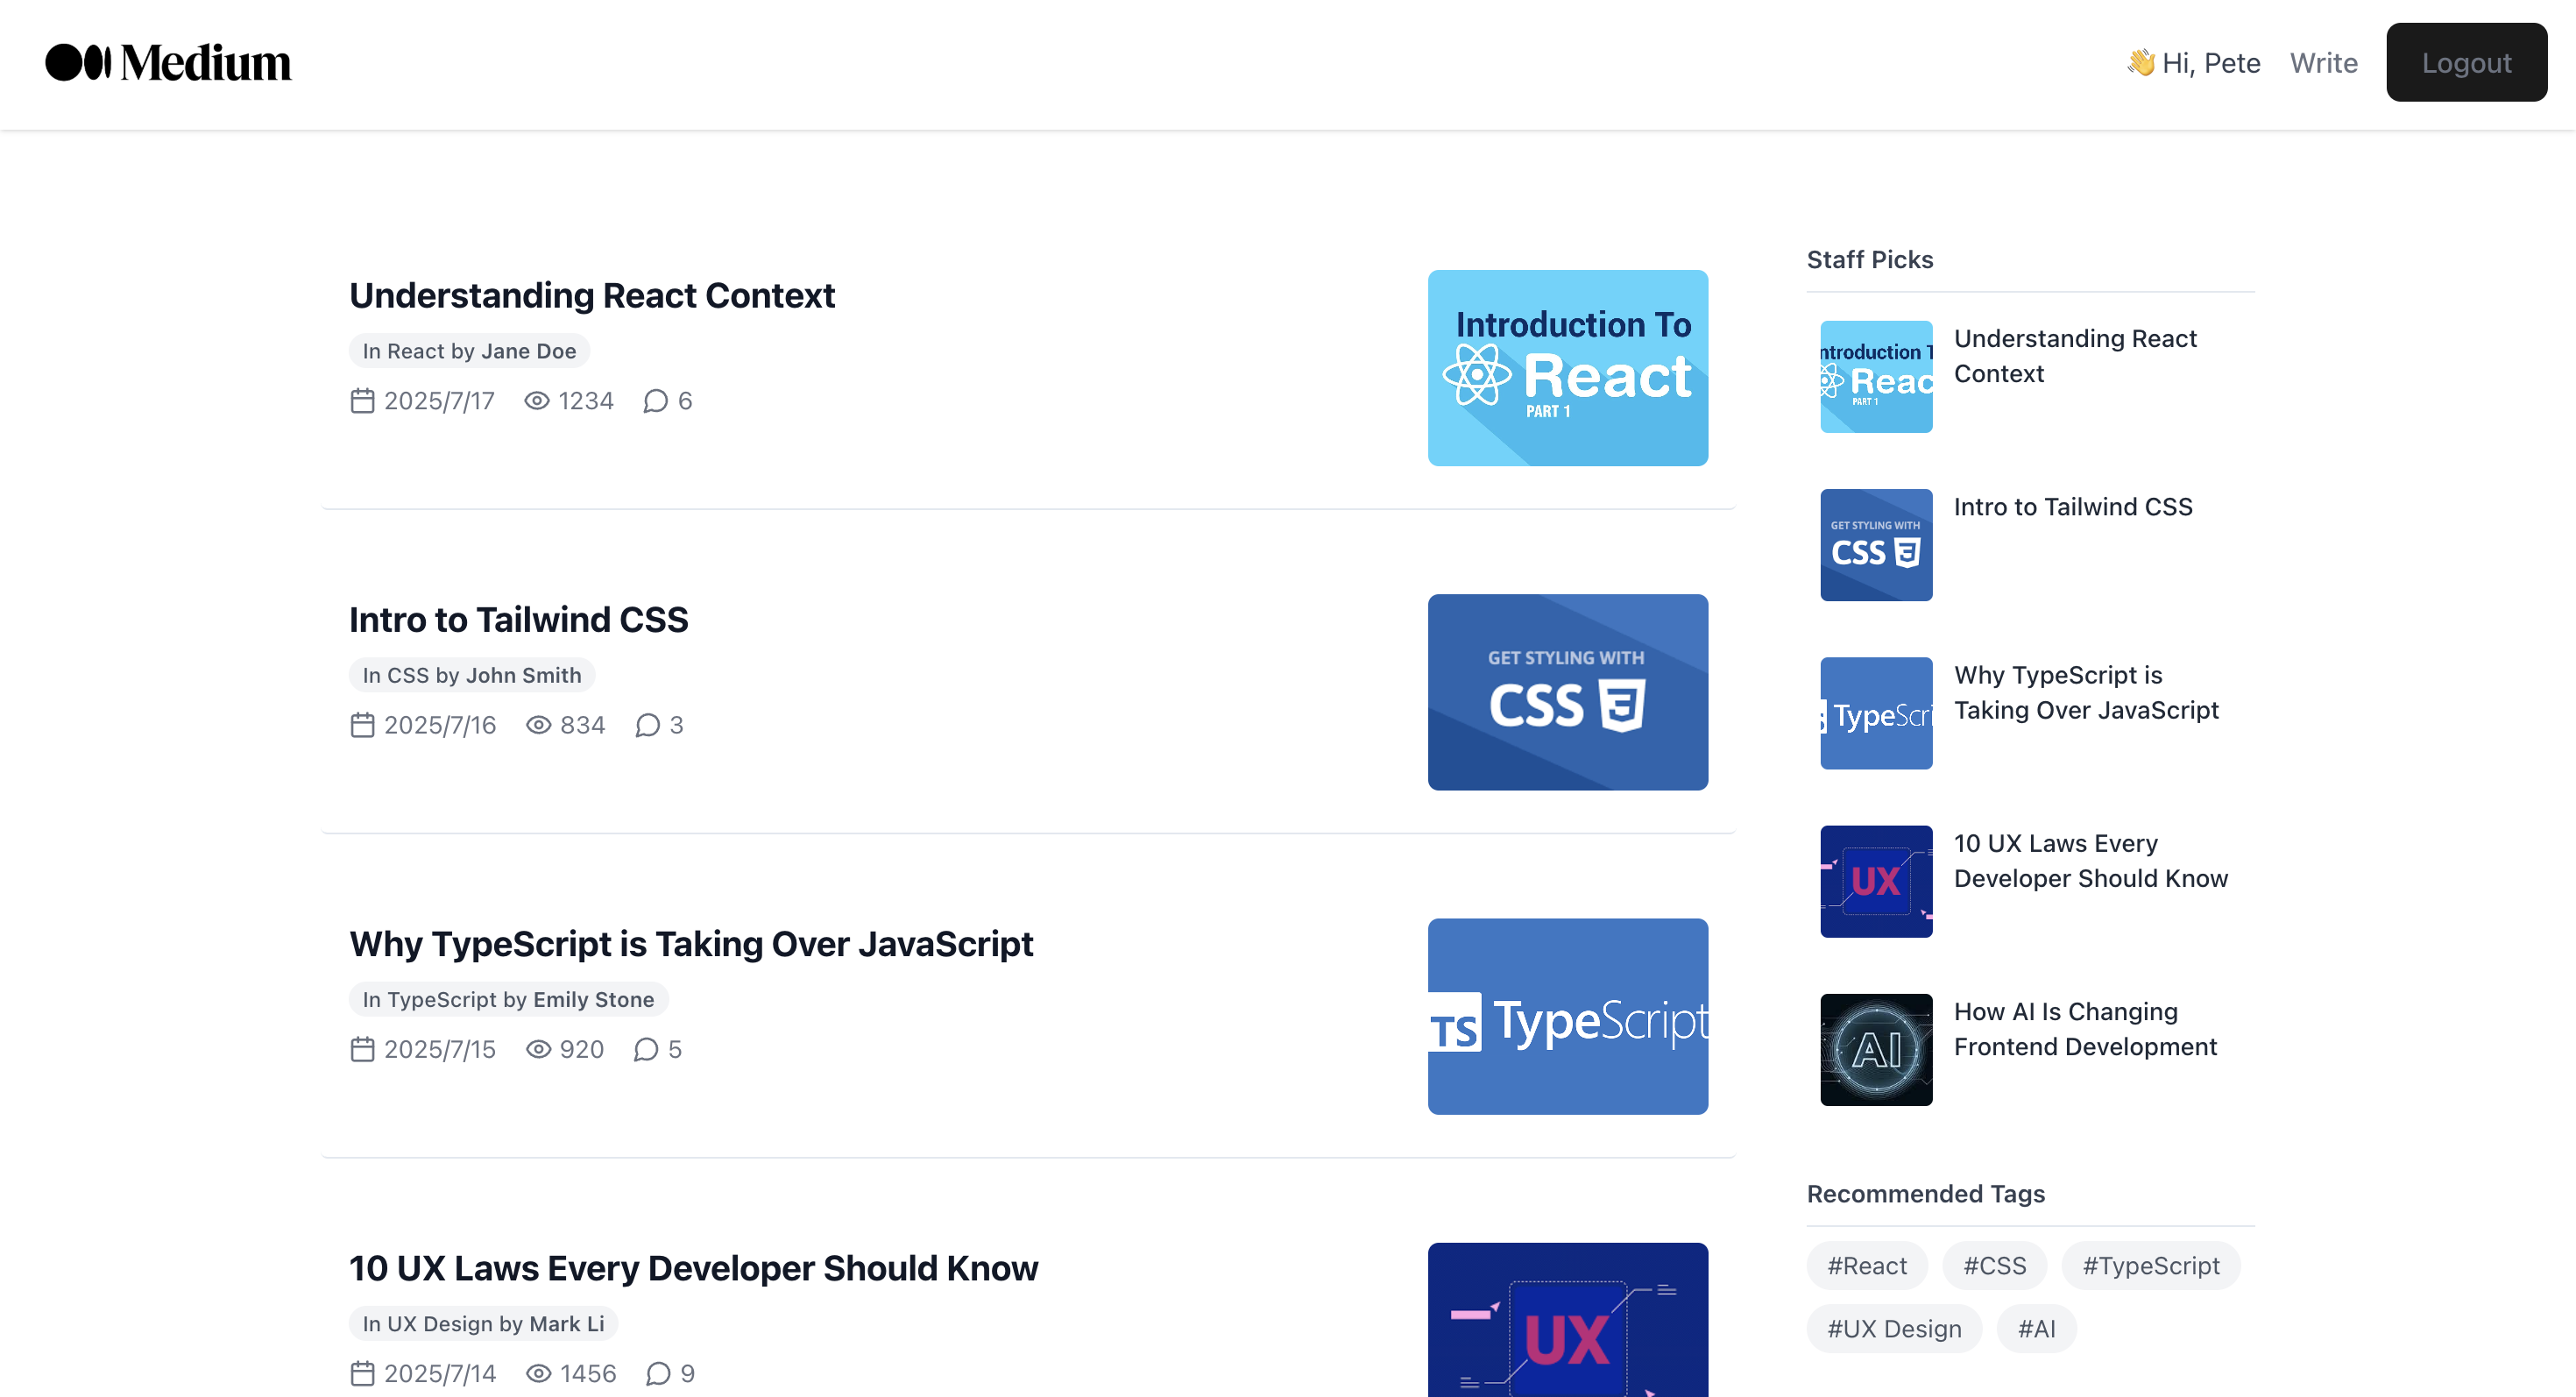 Medium
👋 Hi, Pete
Write
Logout
Understanding React Context
In React by Jane Doe
2025/7/17 1234 6
Introduction To
React
PART 1
Intro to Tailwind CSS
In CSS by John Smith
2025/7/16 834 3
GET STYLING WITH
CSS 3
Why TypeScript is Taking Over JavaScript
In TypeScript by Emily Stone
2025/7/15 920 5
TS TypeScript
10 UX Laws Every Developer Should Know
In UX Design by Mark Li
2025/7/14 1456 9
UX
Staff Picks
ntroduction T
Reac
PART 1
Understanding React
Context
GET STYLING WITH
CSS 3
Intro to Tailwind CSS
TypeScri
Why TypeScript is
Taking Over JavaScript
UX
10 UX Laws Every
Developer Should Know
AI
How AI Is Changing
Frontend Development
Recommended Tags
#React #CSS #TypeScript
#UX Design #AI